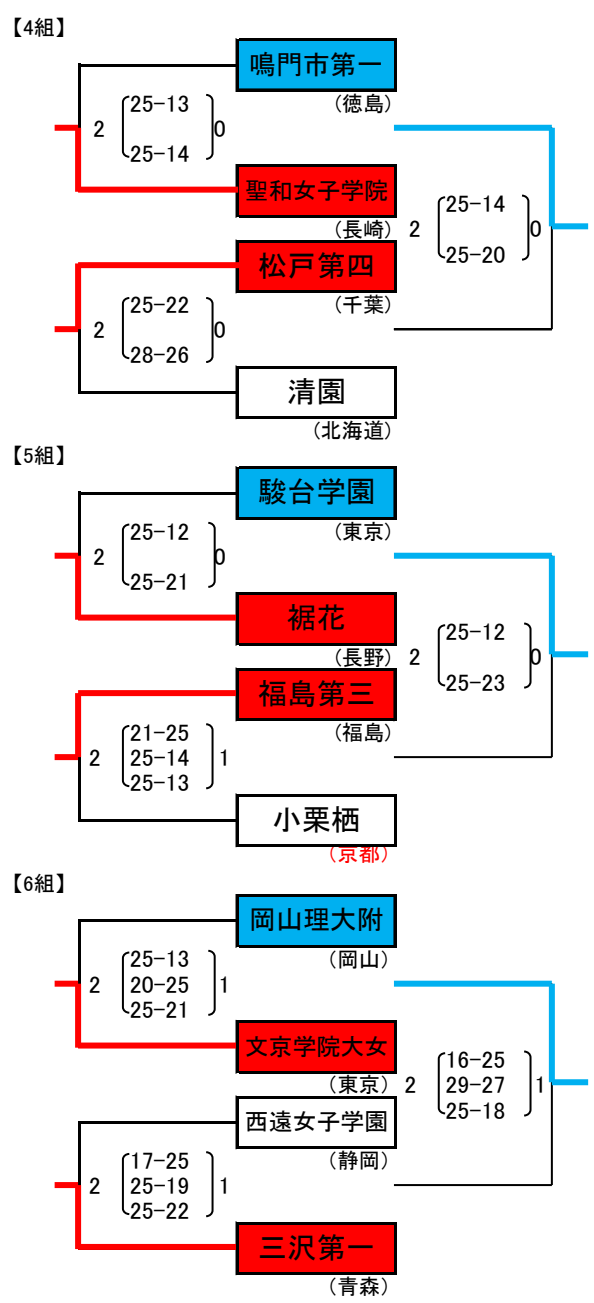 【4組】
鳴門市第一
(徳島)
2 25-13 0
25-14
聖和女子学院
(長崎)
2 25-14 0
25-20
松戸第四
(千葉)
2 25-22 0
28-26
清園
(北海道)
【5組】
駿台学園
(東京)
2 25-12 0
25-21
裾花
(長野)
2 25-12 0
25-23
福島第三
(福島)
21-25
2 25-14 1
25-13
小栗栖
(京都)
【6組】
岡山理大附
(岡山)
25-13
2 20-25 1
25-21
文京学院大女
(東京)
16-25
2 29-27 1
25-18
西遠女子学園
(静岡)
17-25
2 25-19 1
25-22
三沢第一
(青森)